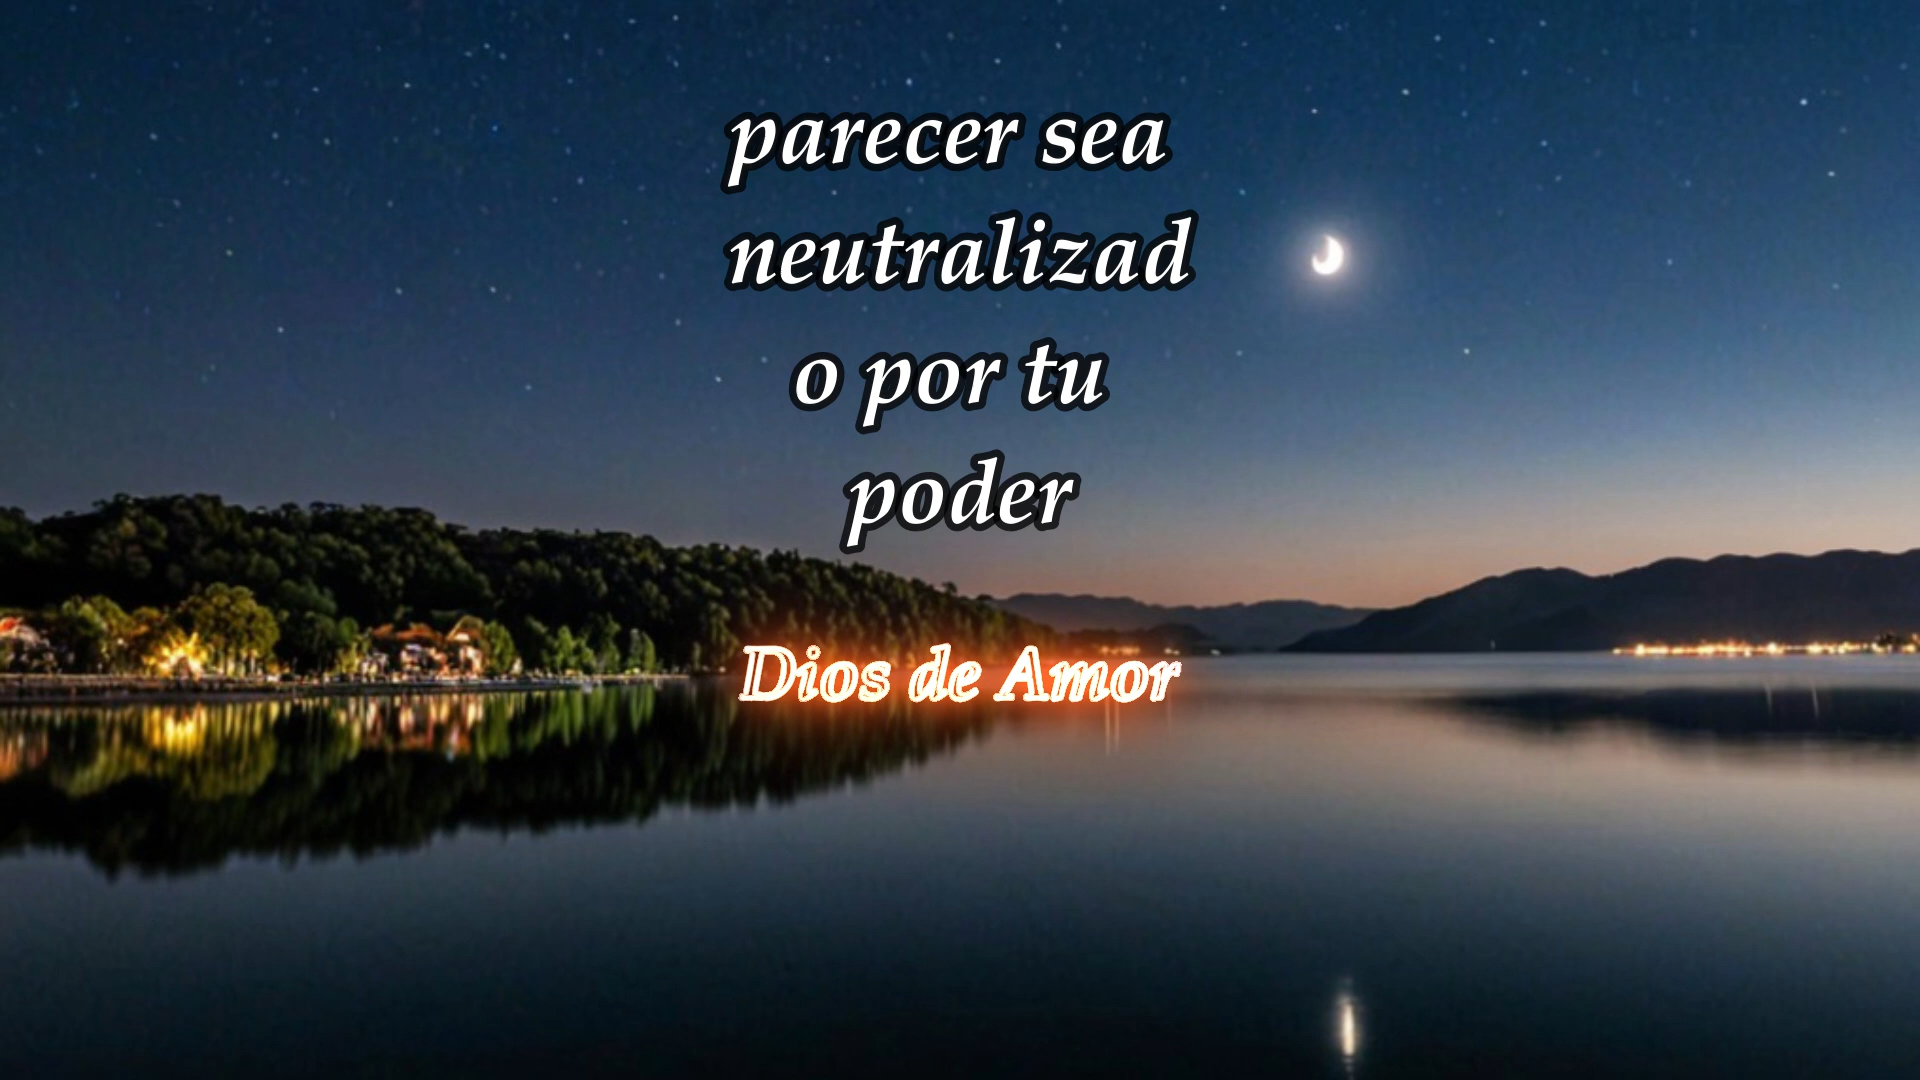 parecer sea
neutralizad
o por tu
poder
Dios de Amor